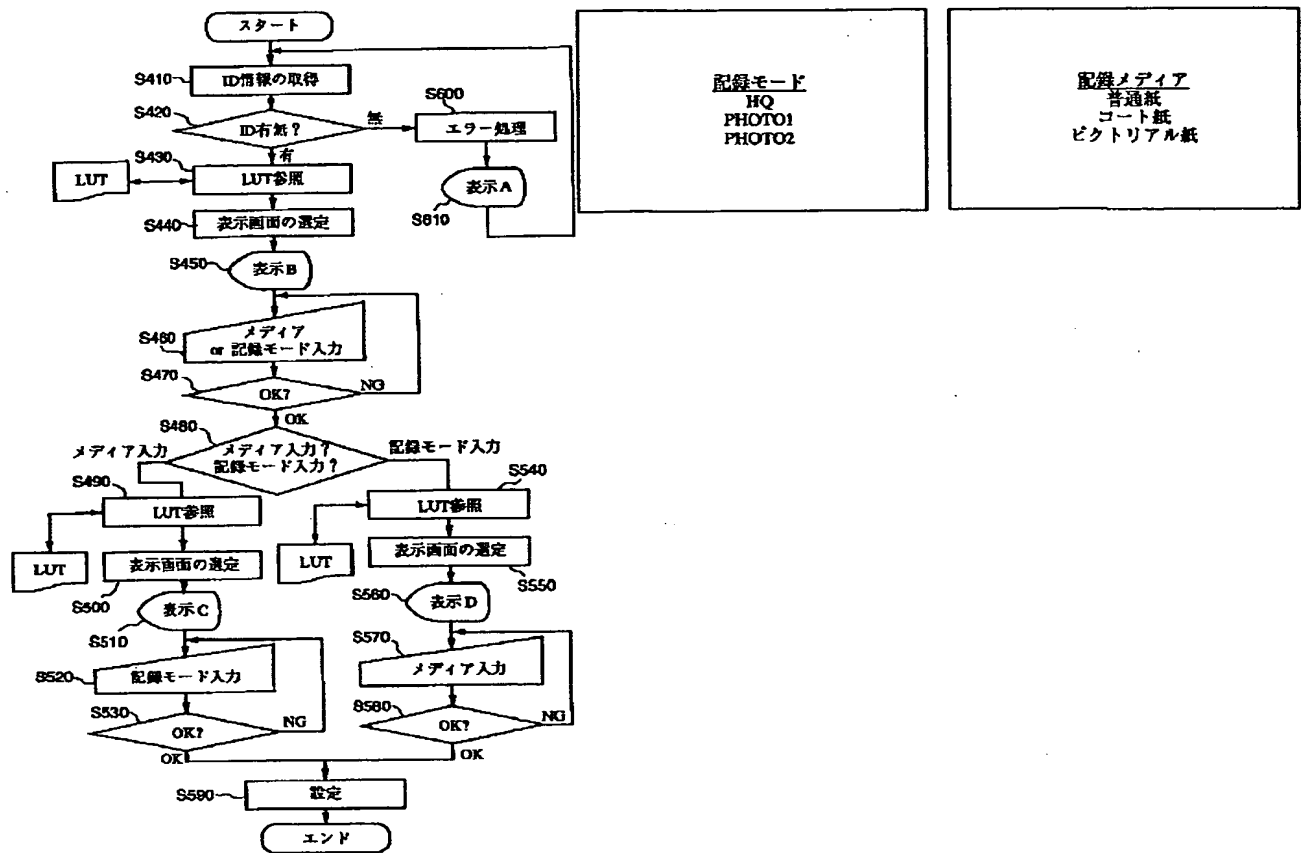 スタート
S410
ID情報の取得
S420
ID有無?
無
S600
エラー処理
有
S430
LUT
LUT参照
表示A
S610
S440
表示画面の選定
S450
表示B
S460
メディア
or 記録モード入力
S470
OK?
NG
OK
S480
メディア入力
メディア入力?
記録モード入力?
記録モード入力
S490
LUT参照
LUT
表示画面の選定
S500
表示C
S510
S520
記録モード入力
S530
OK?
NG
OK
S540
LUT参照
LUT
表示画面の選定
S550
S560
表示D
S570
メディア入力
S580
OK?
NG
OK
S590
設定
エンド
記録モード
HQ
PHOTO1
PHOTO2
記録メディア
普通紙
コート紙
ピクトリアル紙